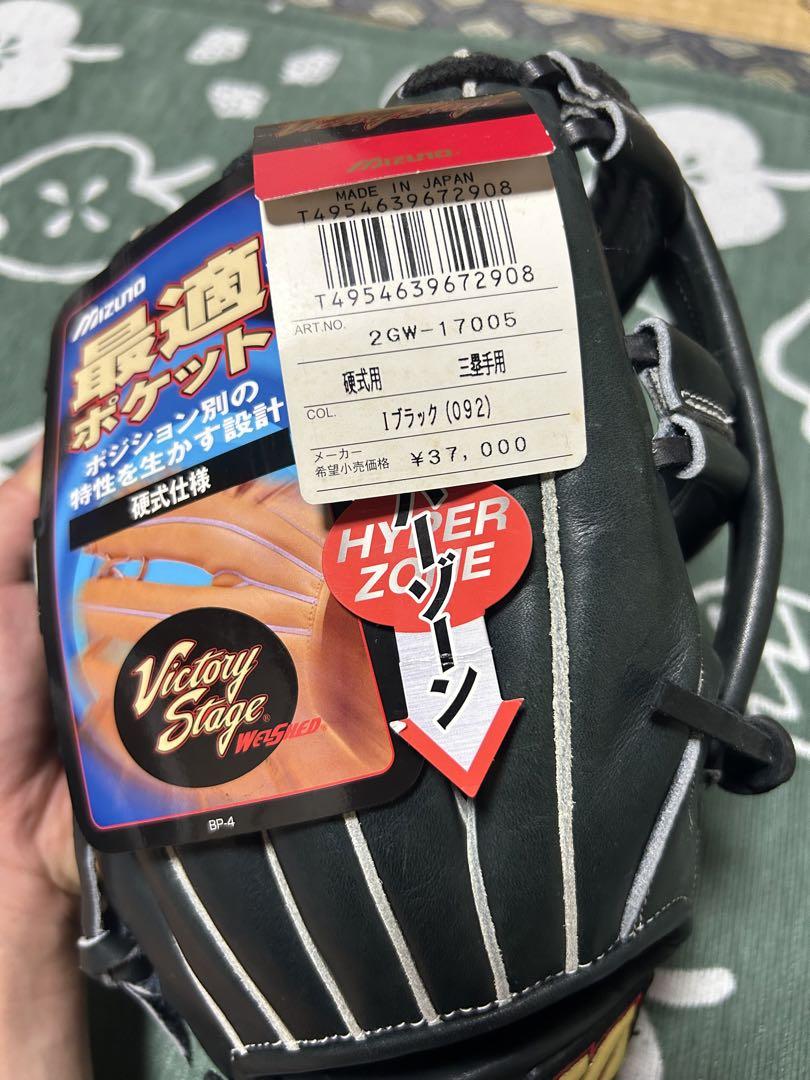 MIZUNO
MADE IN JAPAN
T4954639672908
T4954639672908
ART.NO.
2GW-17005
硬式用 三塁手用
COL.
Iブラック(092)
メーカー
希望小売価格 ¥37,000
MIZUNO
最適
ポケット
ポジション別の
特性を生かす設計
硬式仕様
HYPER
ZONE
パーゾーン
Victory
Stage®
WELSHED®
BP-4